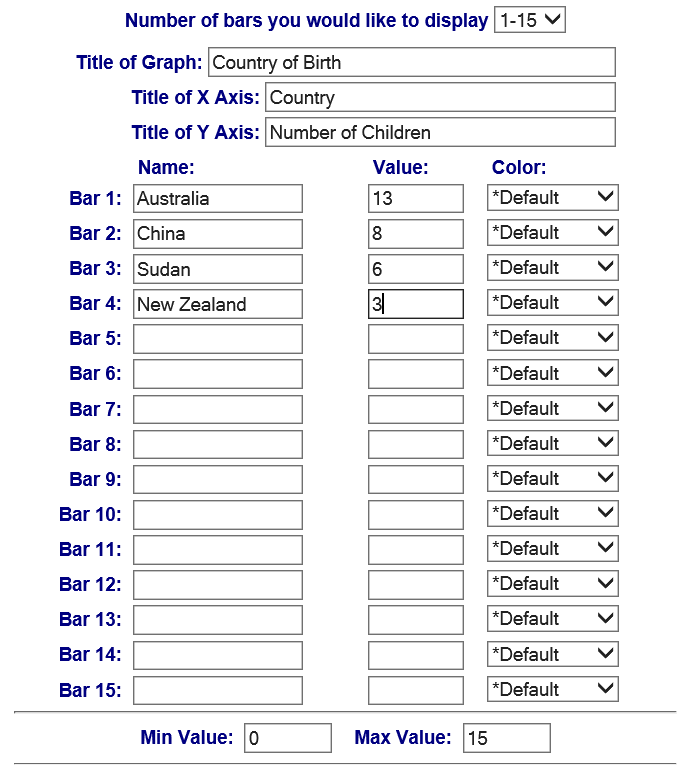 Number of bars you would like to display 1-15
Title of Graph: Country of Birth
Title of X Axis: Country
Title of Y Axis: Number of Children
Name: Value: Color:
Bar 1: Australia 13 *Default
Bar 2: China 8 *Default
Bar 3: Sudan 6 *Default
Bar 4: New Zealand 3 *Default
Bar 5: *Default
Bar 6: *Default
Bar 7: *Default
Bar 8: *Default
Bar 9: *Default
Bar 10: *Default
Bar 11: *Default
Bar 12: *Default
Bar 13: *Default
Bar 14: *Default
Bar 15: *Default
Min Value: 0 Max Value: 15